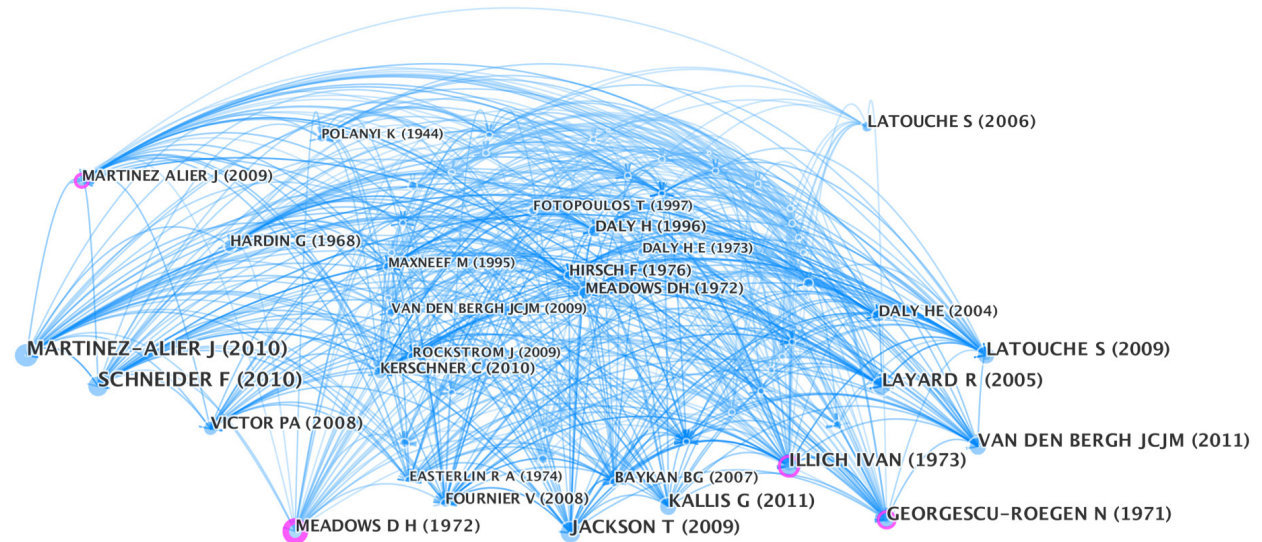 LATOUCHE S (2006)
POLANYI K (1944)
MARTINEZ ALIER J (2009)
FOTOPOULOS T (1997)
DALY H (1996)
HARDIN G (1968)
DALY H E (1973)
MAXNEEF M (1995)
HIRSCH F (1976)
MEADOWS DH (1972)
VAN DEN BERGH JCJM (2009)
DALY HE (2004)
MARTINEZ-ALIER J (2010)
ROCKSTROM J (2009)
LATOUCHE S (2009)
KERSCHNER C (2010)
SCHNEIDER F (2010)
LAYARD R (2005)
VICTOR PA (2008)
VAN DEN BERGH JCJM (2011)
ILLICH IVAN (1973)
EASTERLIN R A (1974)
BAYKAN BG (2007)
FOURNIER V (2008)
KALLIS G (2011)
GEORGESCU-ROEGEN N (1971)
MEADOWS D H (1972)
JACKSON T (2009)